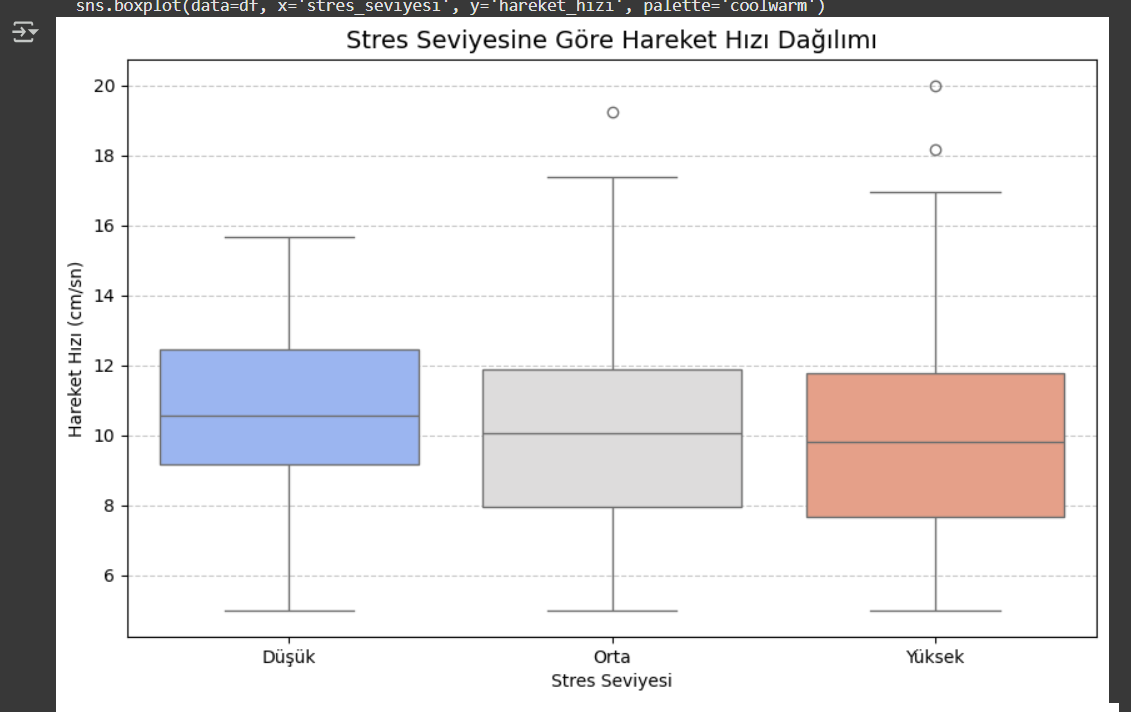 sns.boxplot(data=df, x='stres_seviyesi', y='hareket_hizi', palette='coolwarm')
Stres Seviyesine Göre Hareket Hızı Dağılımı
Hareket Hızı (cm/sn)
20
18
16
14
12
10
8
6
Düşük Orta Yüksek
Stres Seviyesi